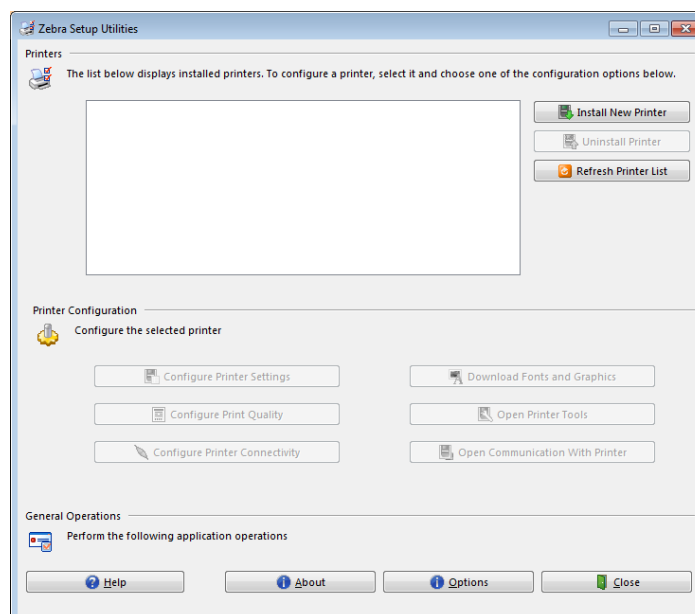 Zebra Setup Utilities
Printers
The list below displays installed printers. To configure a printer, select it and choose one of the configuration options below.
Install New Printer
Uninstall Printer
Refresh Printer List
Printer Configuration
Configure the selected printer
Configure Printer Settings
Download Fonts and Graphics
Configure Print Quality
Open Printer Tools
Configure Printer Connectivity
Open Communication With Printer
General Operations
Perform the following application operations
Help
About
Options
Close